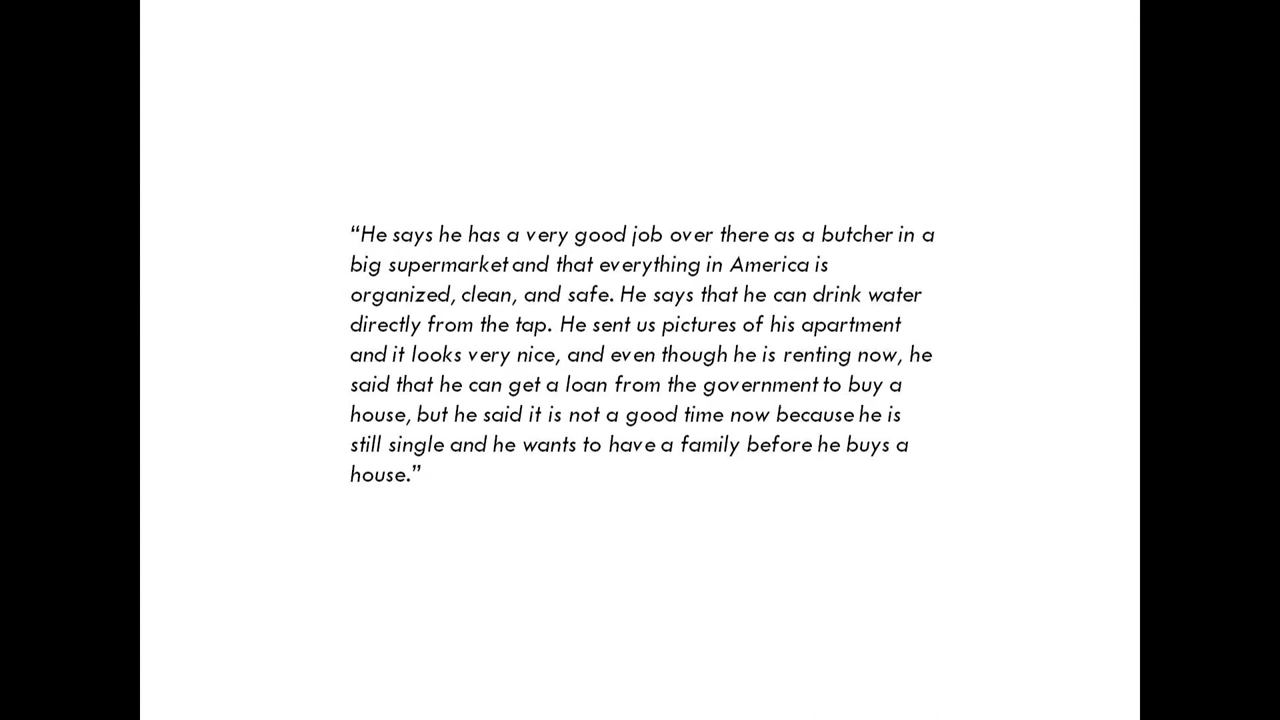 “He says he has a very good job over there as a butcher in a
big supermarket and that everything in America is
organized, clean, and safe. He says that he can drink water
directly from the tap. He sent us pictures of his apartment
and it looks very nice, and even though he is renting now, he
said that he can get a loan from the government to buy a
house, but he said it is not a good time now because he is
still single and he wants to have a family before he buys a
house.”